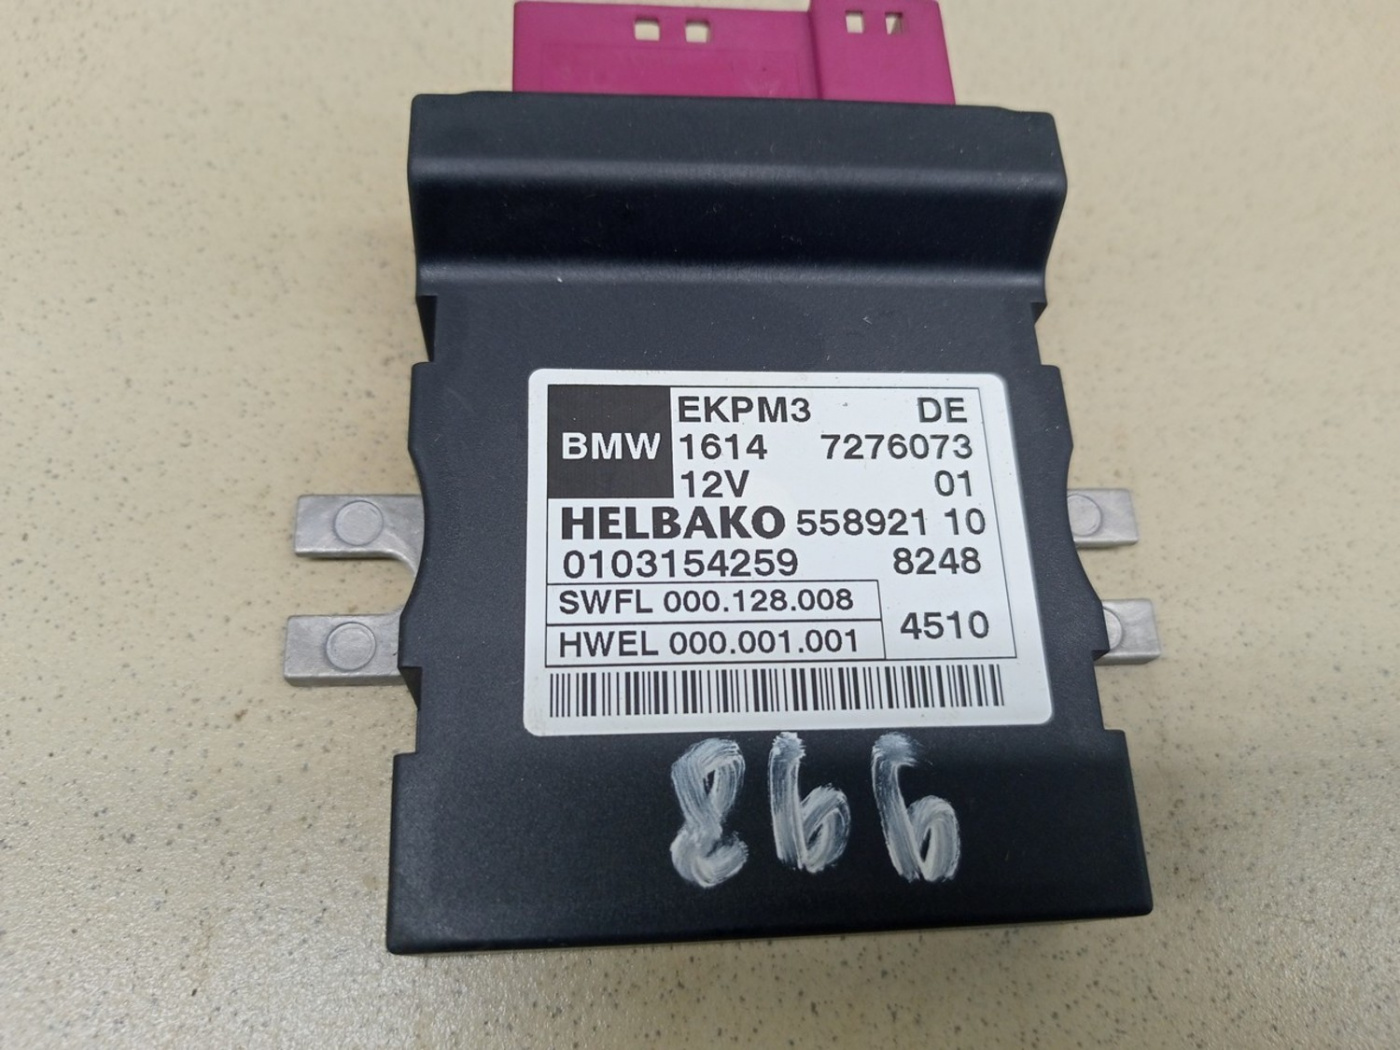 EKPM3 DE
BMW 1614 7276073
12V 01
HELBAKO 558921 10
0103154259 8248
SWFL 000.128.008
4510
HWEL 000.001.001
866